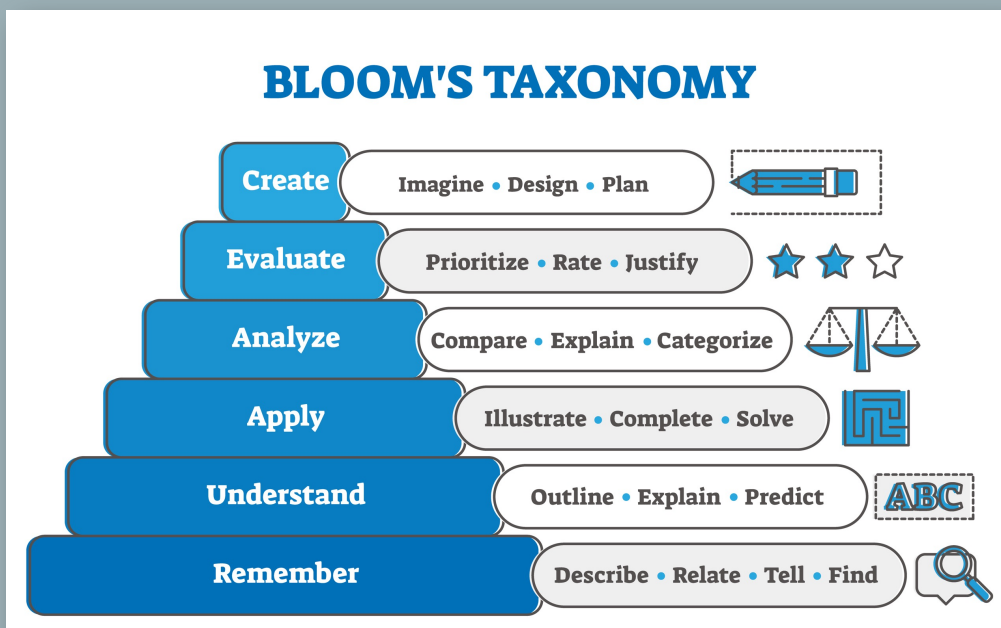 BLOOM'S TAXONOMY
Create
Imagine • Design • Plan
Evaluate
Prioritize • Rate • Justify
Analyze
Compare • Explain • Categorize
Apply
Illustrate • Complete • Solve
Understand
Outline • Explain • Predict
ABC
Remember
Describe • Relate • Tell • Find